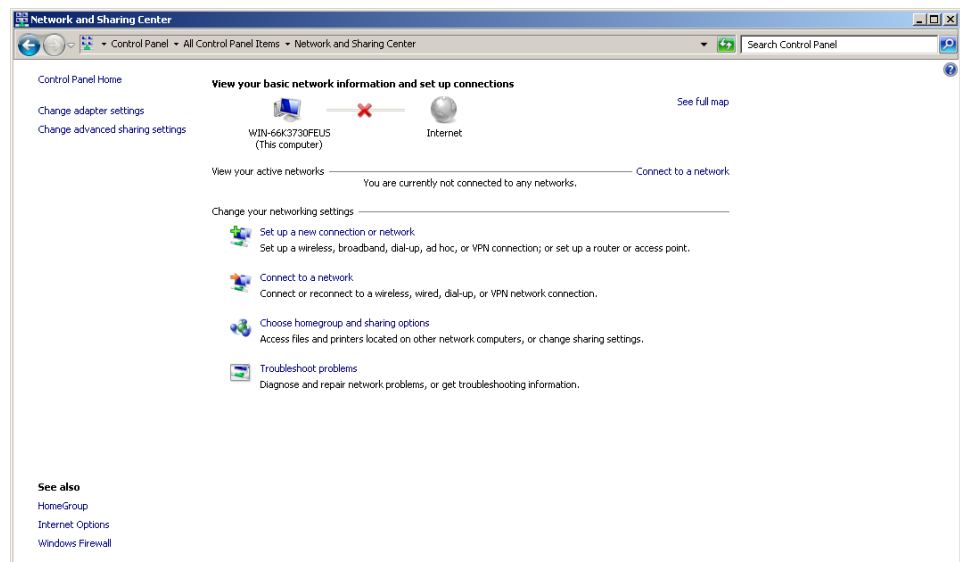 Network and Sharing Center
Control Panel All Control Panel Items Network and Sharing Center
Search Control Panel
Control Panel Home
Change adapter settings
Change advanced sharing settings
View your basic network information and set up connections
See full map
WIN-66K3730FEUS
(This computer)
Internet
View your active networks
Connect to a network
You are currently not connected to any networks.
Change your networking settings
Set up a new connection or network
Set up a wireless, broadband, dial-up, ad hoc, or VPN connection; or set up a router or access point.
Connect to a network
Connect or reconnect to a wireless, wired, dial-up, or VPN network connection.
Choose homegroup and sharing options
Access files and printers located on other network computers, or change sharing settings.
Troubleshoot problems
Diagnose and repair network problems, or get troubleshooting information.
See also
HomeGroup
Internet Options
Windows Firewall